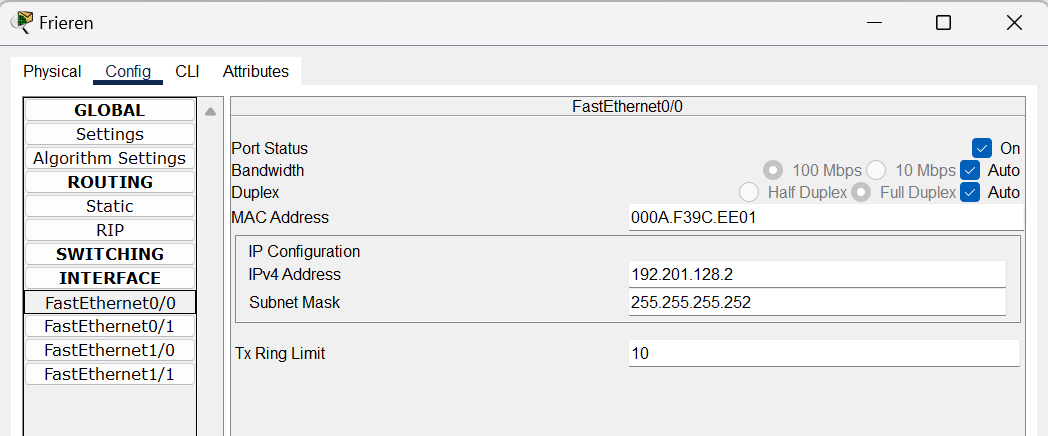 Frieren
Physical Config CLI Attributes
GLOBAL
Settings
Algorithm Settings
ROUTING
Static
RIP
SWITCHING
INTERFACE
FastEthernet0/0
FastEthernet0/1
FastEthernet1/0
FastEthernet1/1
FastEthernet0/0
Port Status On
Bandwidth 100 Mbps 10 Mbps Auto
Duplex Half Duplex Full Duplex Auto
MAC Address 000A.F39C.EE01
IP Configuration
IPv4 Address 192.201.128.2
Subnet Mask 255.255.255.252
Tx Ring Limit 10